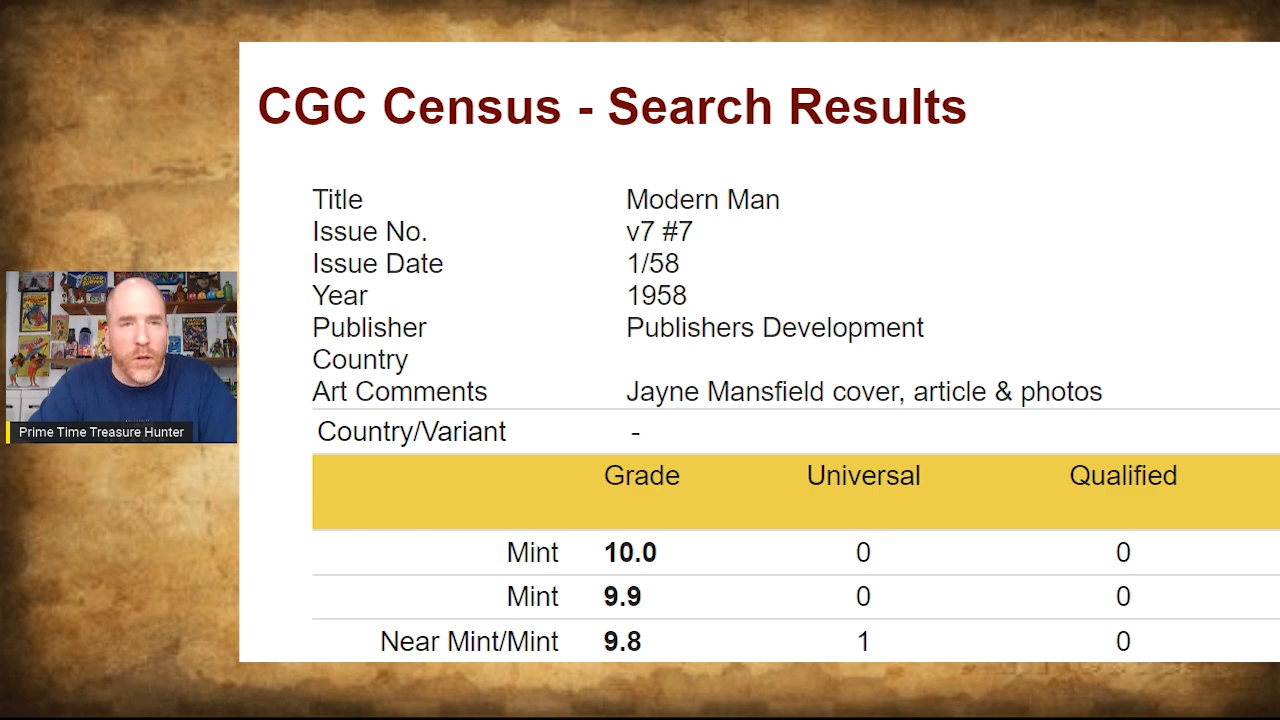 CGC Census - Search Results
Title Modern Man
Issue No. v7 #7
Issue Date 1/58
Year 1958
Publisher Publishers Development
Country
Art Comments Jayne Mansfield cover, article & photos
Country/Variant -
Grade Universal Qualified
Mint 10.0 0 0
Mint 9.9 0 0
Near Mint/Mint 9.8 1 0
SILVER SURFER
Prime Time Treasure Hunter